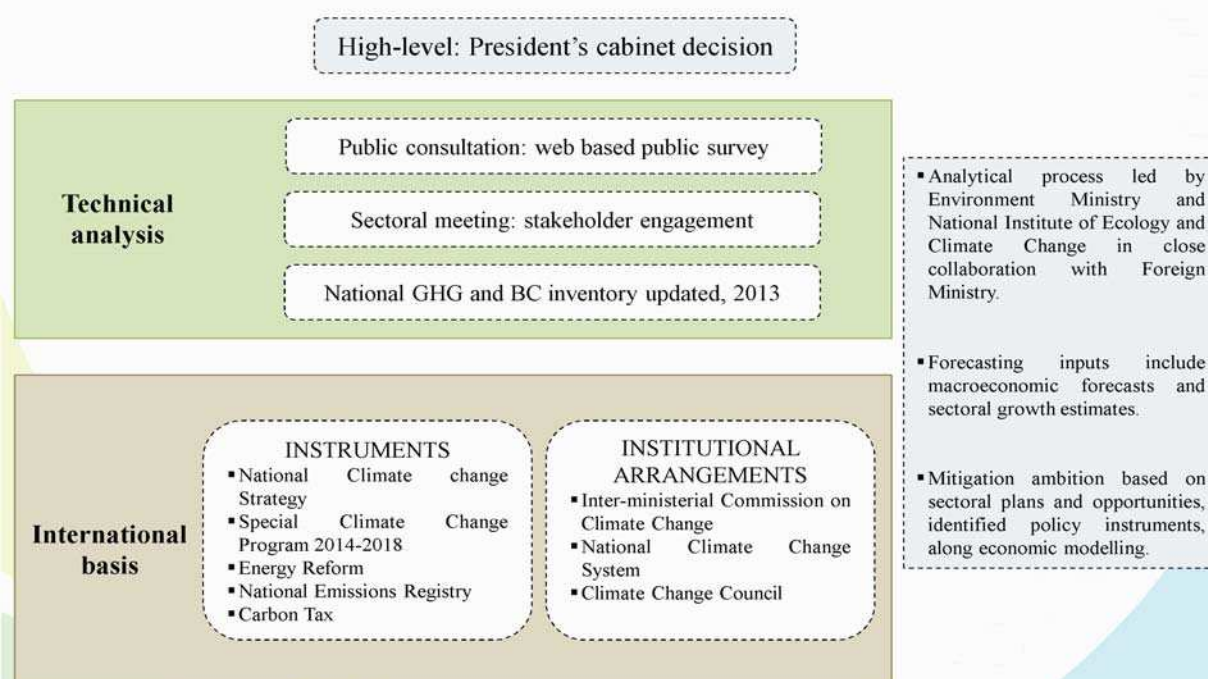 High-level: President’s cabinet decision
Technical
analysis
Public consultation: web based public survey
Sectoral meeting: stakeholder engagement
National GHG and BC inventory updated, 2013
International
basis
INSTRUMENTS
▪National Climate change
Strategy
▪Special Climate Change
Program 2014-2018
▪Energy Reform
▪National Emissions Registry
▪Carbon Tax
INSTITUTIONAL
ARRANGEMENTS
▪Inter-ministerial Commission on
Climate Change
▪National Climate Change
System
▪Climate Change Council
▪Analytical process led by
Environment Ministry and
National Institute of Ecology and
Climate Change in close
collaboration with Foreign
Ministry.
▪Forecasting inputs include
macroeconomic forecasts and
sectoral growth estimates.
▪Mitigation ambition based on
sectoral plans and opportunities,
identified policy instruments,
along economic modelling.